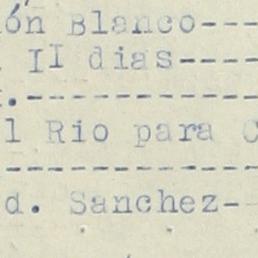 ón Blanco---
II dias----
.----------
l Rio para C
-----------
d. Sanchez--